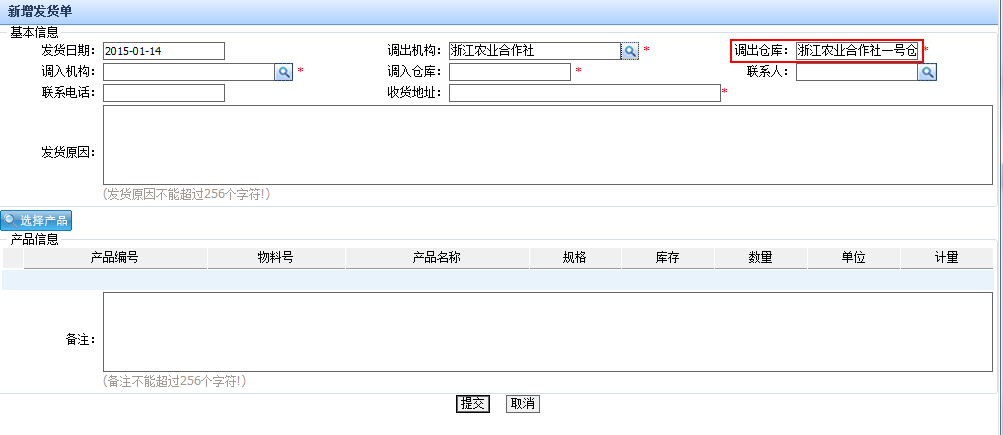 新增发货单
基本信息
发货日期： 2015-01-14 调出机构： 浙江农业合作社 * 调出仓库： 浙江农业合作社一号仓 *
调入机构： * 调入仓库： * 联系人：
联系电话： 收货地址： *
发货原因：
(发货原因不能超过256个字符!)
选择产品
产品信息
产品编号 物料号 产品名称 规格 库存 数量 单位 计量
备注：
(备注不能超过256个字符!)
提交 取消